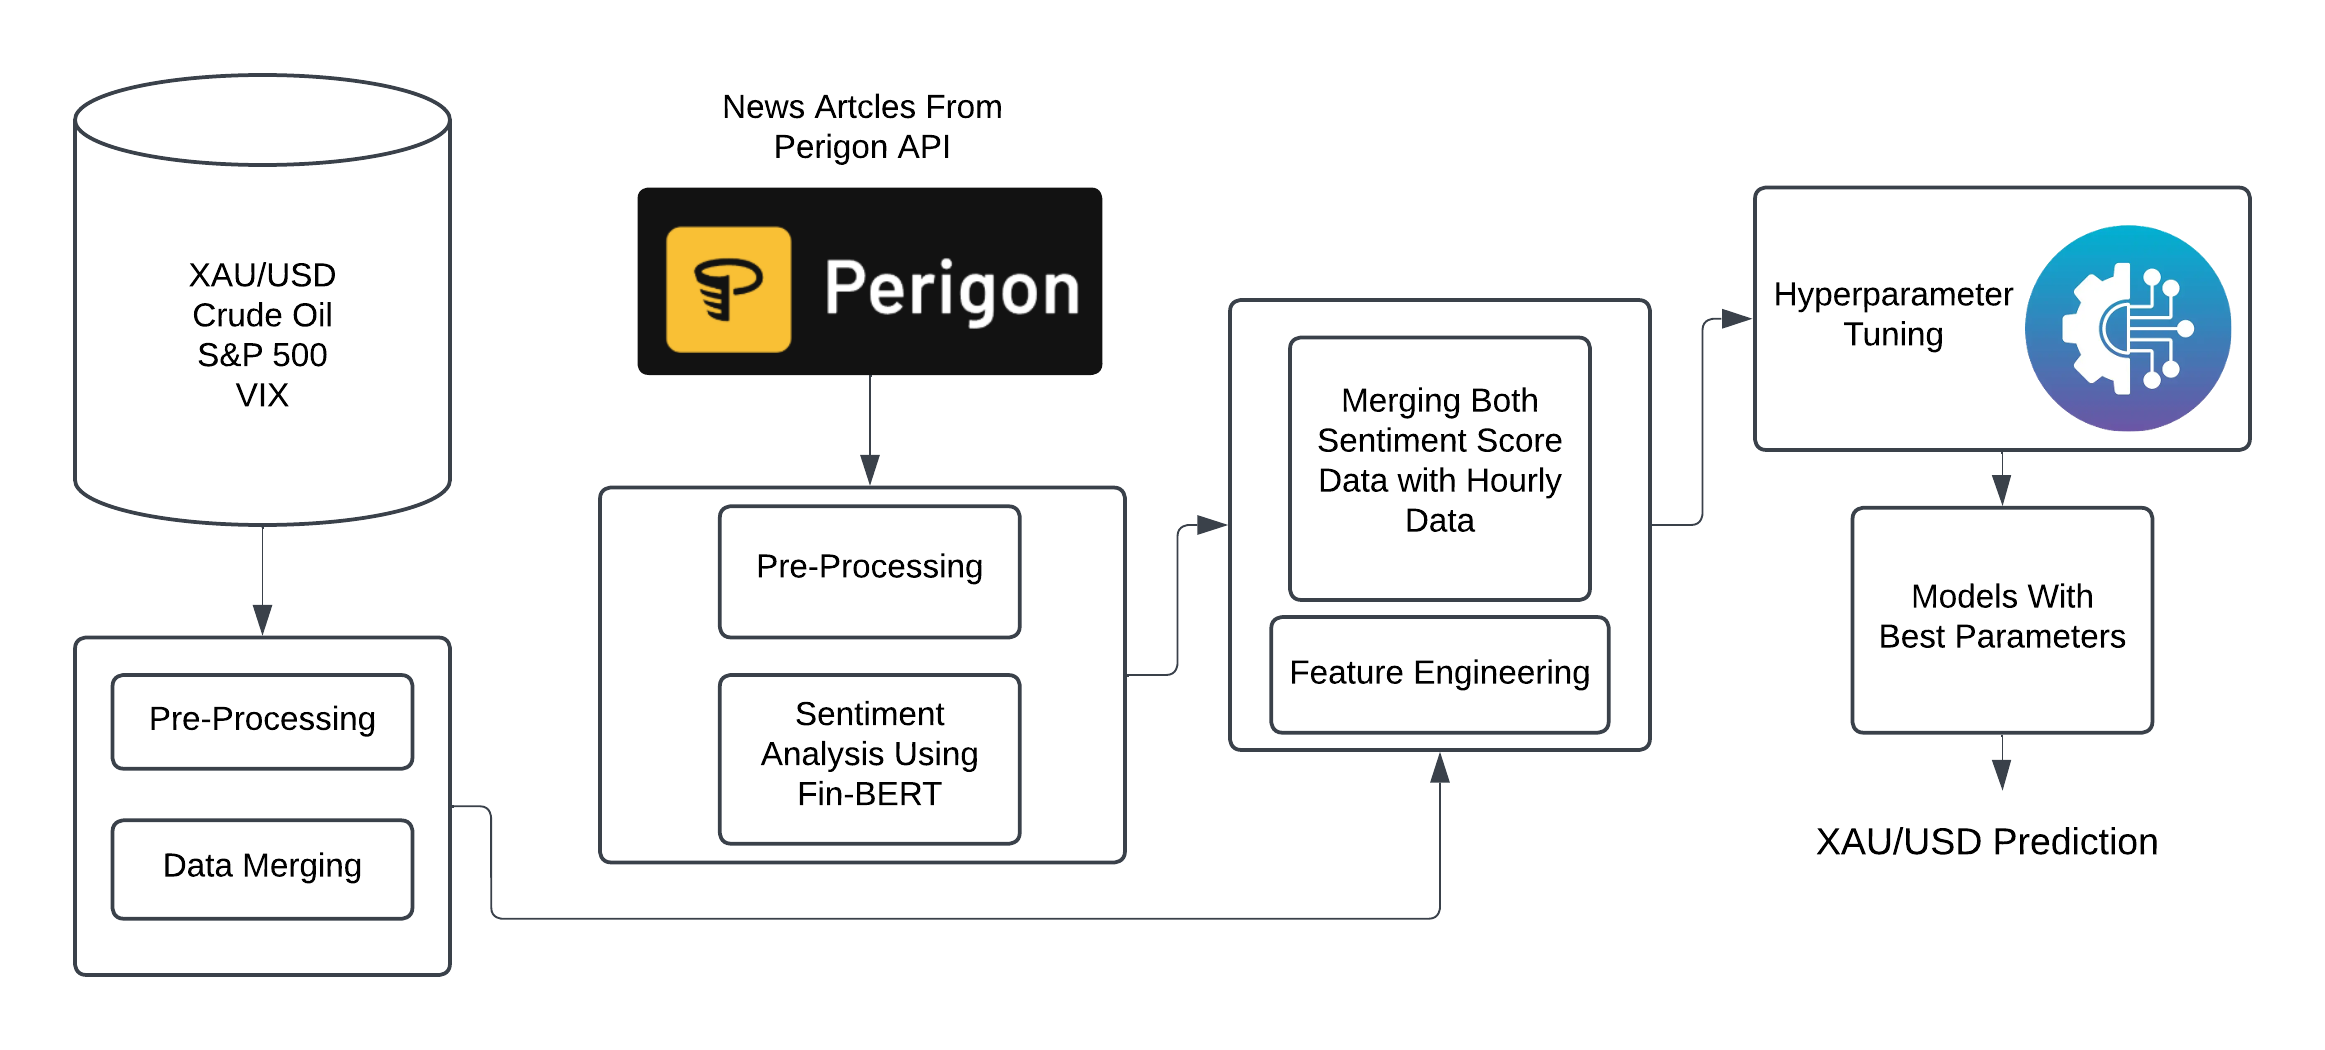 XAU/USD
Crude Oil
S&P 500
VIX
Pre-Processing
Data Merging
News Artcles From
Perigon API
Perigon
Pre-Processing
Sentiment
Analysis Using
Fin-BERT
Merging Both
Sentiment Score
Data with Hourly
Data
Feature Engineering
Hyperparameter
Tuning
Models With
Best Parameters
XAU/USD Prediction